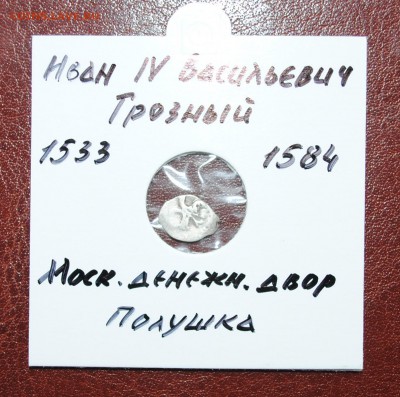 Иван IV Васильевич
Грозный
1533 1584
Моск. денежн. двор
Полушка